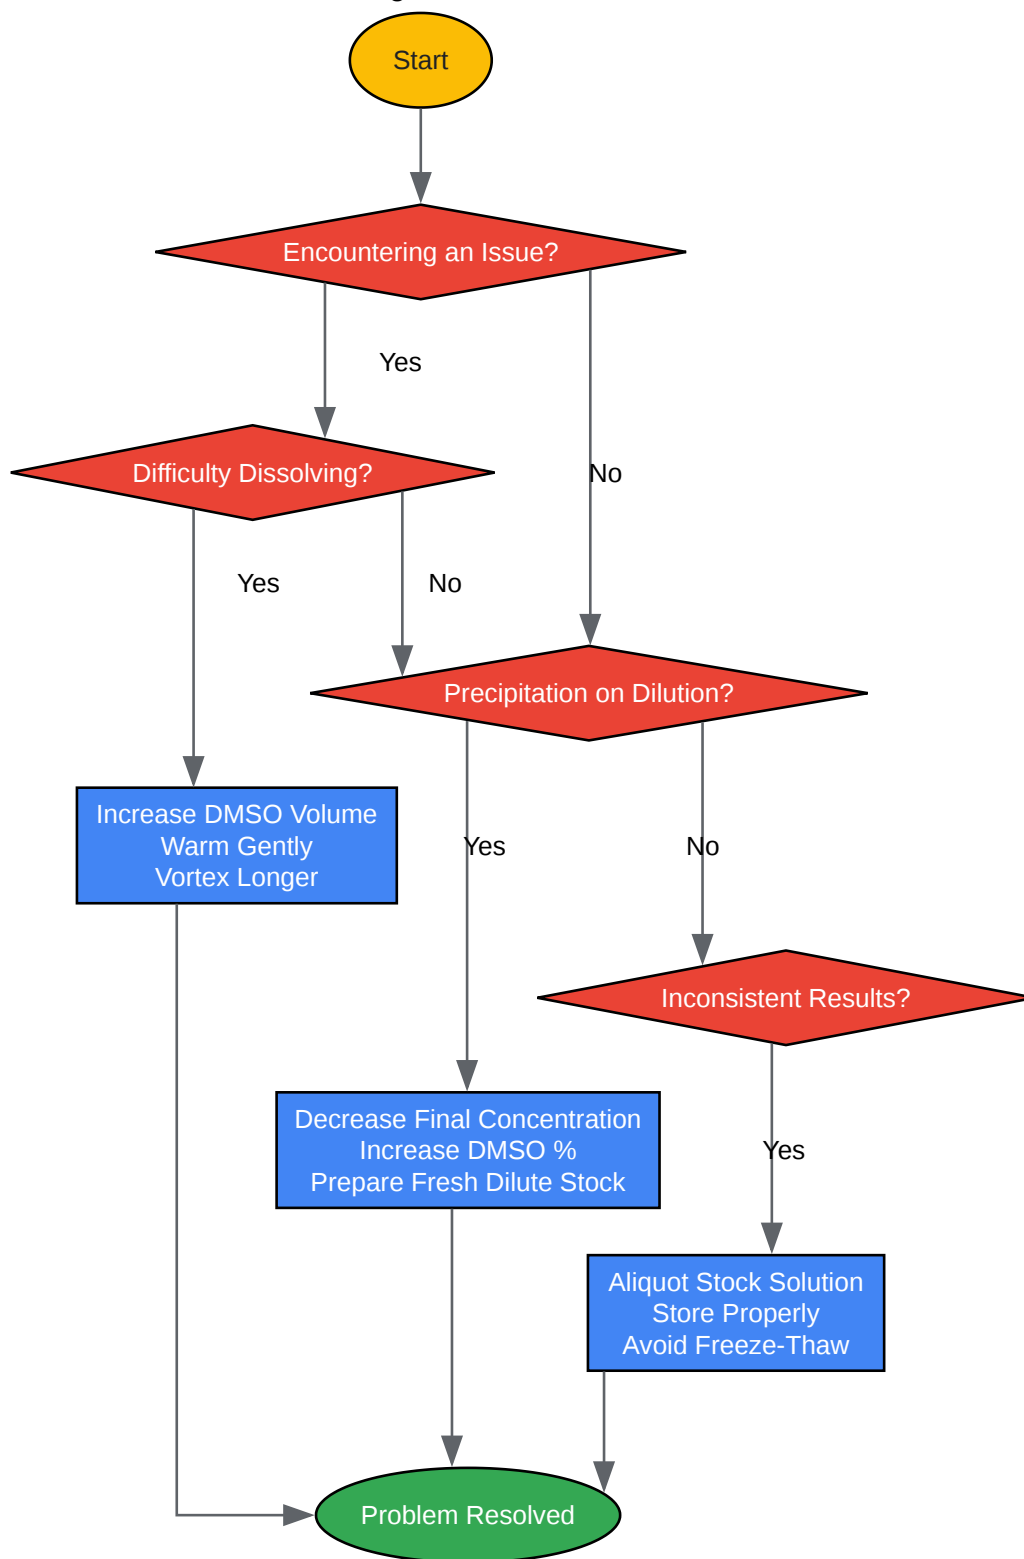 Start
Encountering an Issue?
Yes
Difficulty Dissolving?
No
Yes
No
Precipitation on Dilution?
Increase DMSO Volume
Warm Gently
Vortex Longer
Yes
No
Inconsistent Results?
Decrease Final Concentration
Increase DMSO %
Prepare Fresh Dilute Stock
Yes
Aliquot Stock Solution
Store Properly
Avoid Freeze-Thaw
Problem Resolved